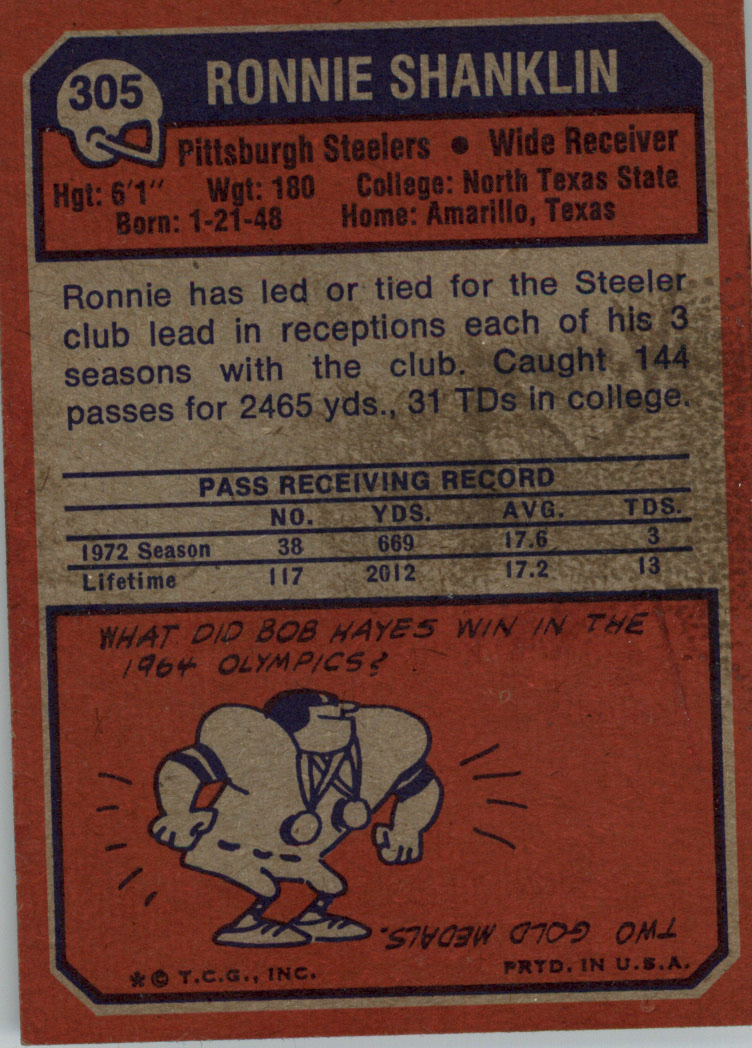 305
RONNIE SHANKLIN
Pittsburgh Steelers • Wide Receiver
Hgt: 6'1" Wgt: 180 College: North Texas State
Born: 1-21-48 Home: Amarillo, Texas
Ronnie has led or tied for the Steeler
club lead in receptions each of his 3
seasons with the club. Caught 144
passes for 2465 yds., 31 TDs in college.
PASS RECEIVING RECORD
NO. YDS. AVG. TDS.
1972 Season 38 669 17.6 3
Lifetime 117 2012 17.2 13
WHAT DID BOB HAYES WIN IN THE
1964 OLYMPICS?
TWO GOLD MEDALS.
* © T.C.G., INC. PRTD. IN U.S.A.